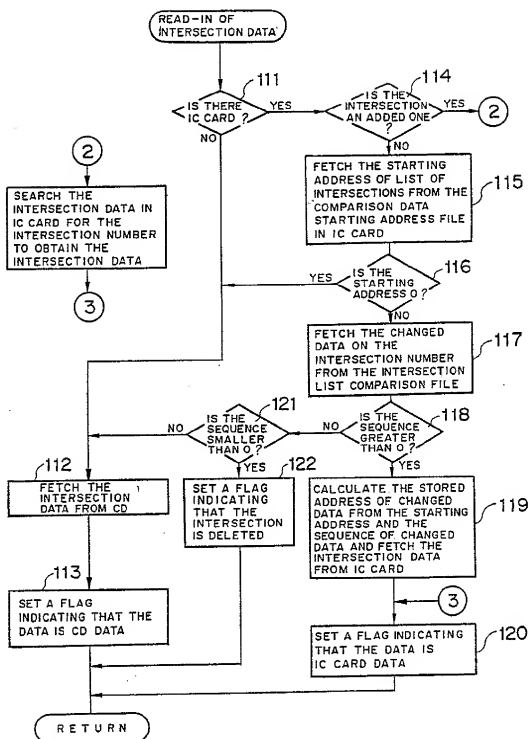 READ-IN OF
INTERSECTION DATA
111
IS THERE
IC CARD ?
YES
NO
114
IS THE
INTERSECTION
AN ADDED ONE
?
YES
2
NO
2
SEARCH THE
INTERSECTION DATA IN
IC CARD FOR THE
INTERSECTION NUMBER
TO OBTAIN THE
INTERSECTION DATA
3
FETCH THE STARTING
ADDRESS OF LIST OF
INTERSECTIONS FROM THE
COMPARISON DATA
STARTING ADDRESS FILE
IN IC CARD
115
YES
IS THE
STARTING
ADDRESS 0 ?
116
NO
FETCH THE CHANGED
DATA ON THE
INTERSECTION NUMBER
FROM THE INTERSECTION
LIST COMPARISON FILE
117
121
NO
IS THE
SEQUENCE
SMALLER
THAN 0 ?
YES
NO
IS THE
SEQUENCE
GREATER
THAN 0 ?
118
YES
112
FETCH THE
INTERSECTION
DATA FROM CD
122
SET A FLAG
INDICATING
THAT THE
INTERSECTION
IS DELETED
CALCULATE THE STORED
ADDRESS OF CHANGED
DATA FROM THE STARTING
ADDRESS AND THE
SEQUENCE OF CHANGED
DATA AND FETCH THE
INTERSECTION DATA
FROM IC CARD
119
113
SET A FLAG
INDICATING THAT THE
DATA IS CD DATA
3
SET A FLAG INDICATING
THAT THE DATA IS
IC CARD DATA
120
RETURN